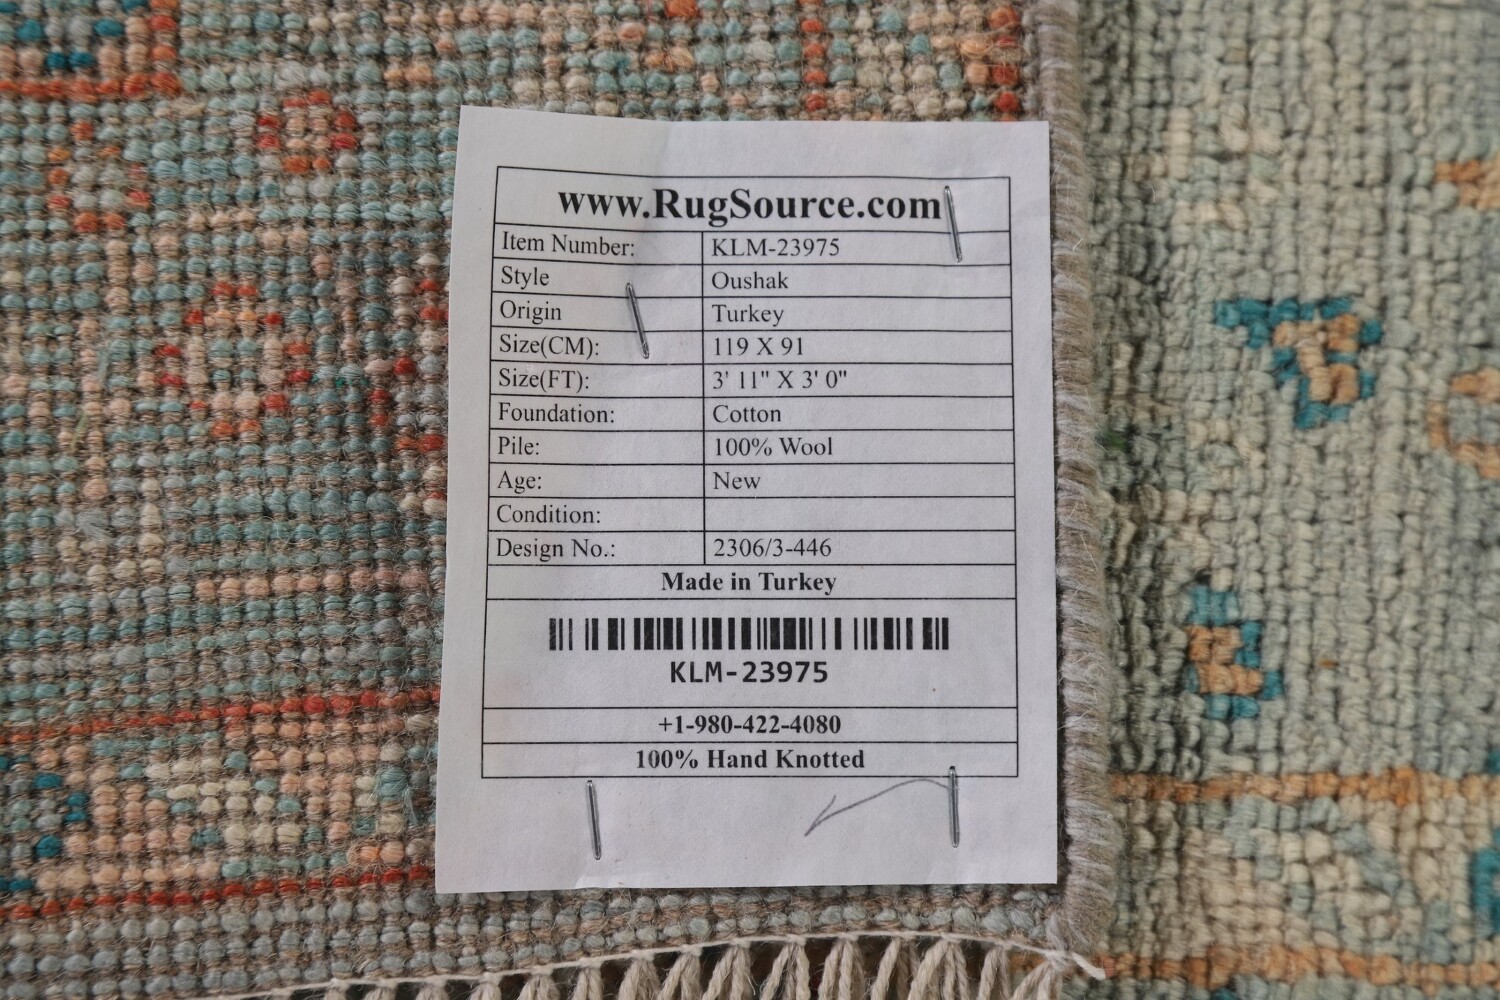 www.RugSource.com
Item Number: KLM-23975
Style Oushak
Origin Turkey
Size(CM): 119 X 91
Size(FT): 3' 11" X 3' 0"
Foundation: Cotton
Pile: 100% Wool
Age: New
Condition:
Design No.: 2306/3-446
Made in Turkey
KLM-23975
+1-980-422-4080
100% Hand Knotted